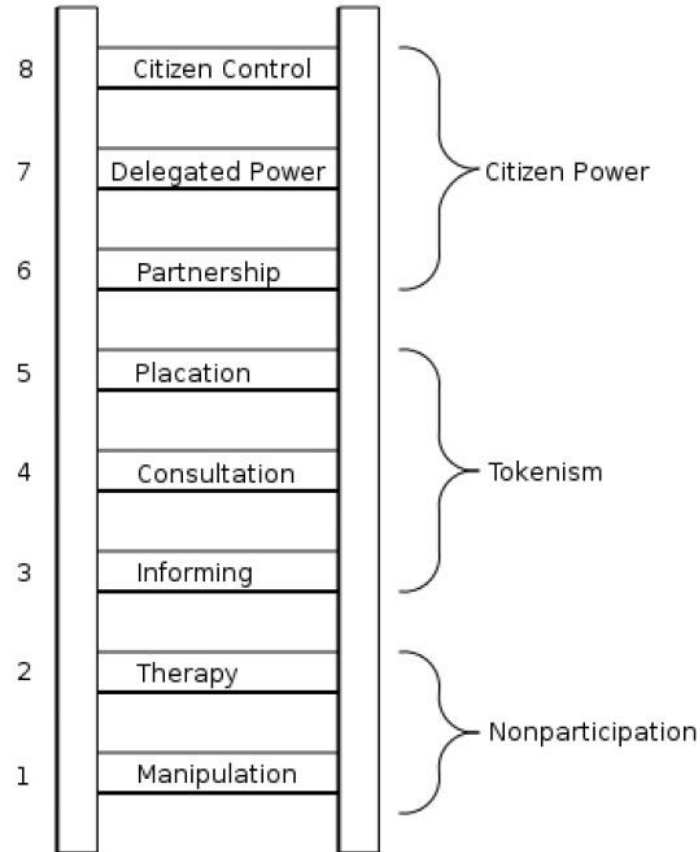 8 Citizen Control
7 Delegated Power
Citizen Power
6 Partnership
5 Placation
4 Consultation
Tokenism
3 Informing
2 Therapy
Nonparticipation
1 Manipulation